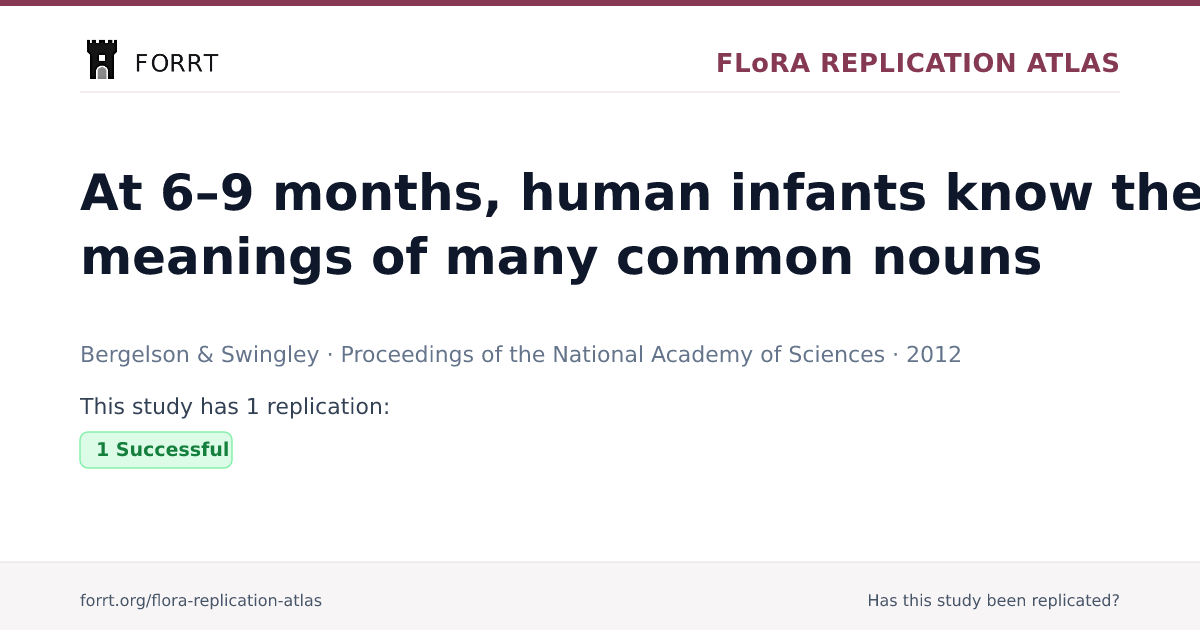 FORRT
FLoRA REPLICATION ATLAS
At 6–9 months, human infants know the
meanings of many common nouns
Bergelson & Swingley · Proceedings of the National Academy of Sciences · 2012
This study has 1 replication:
1 Successful
forrt.org/flora-replication-atlas
Has this study been replicated?